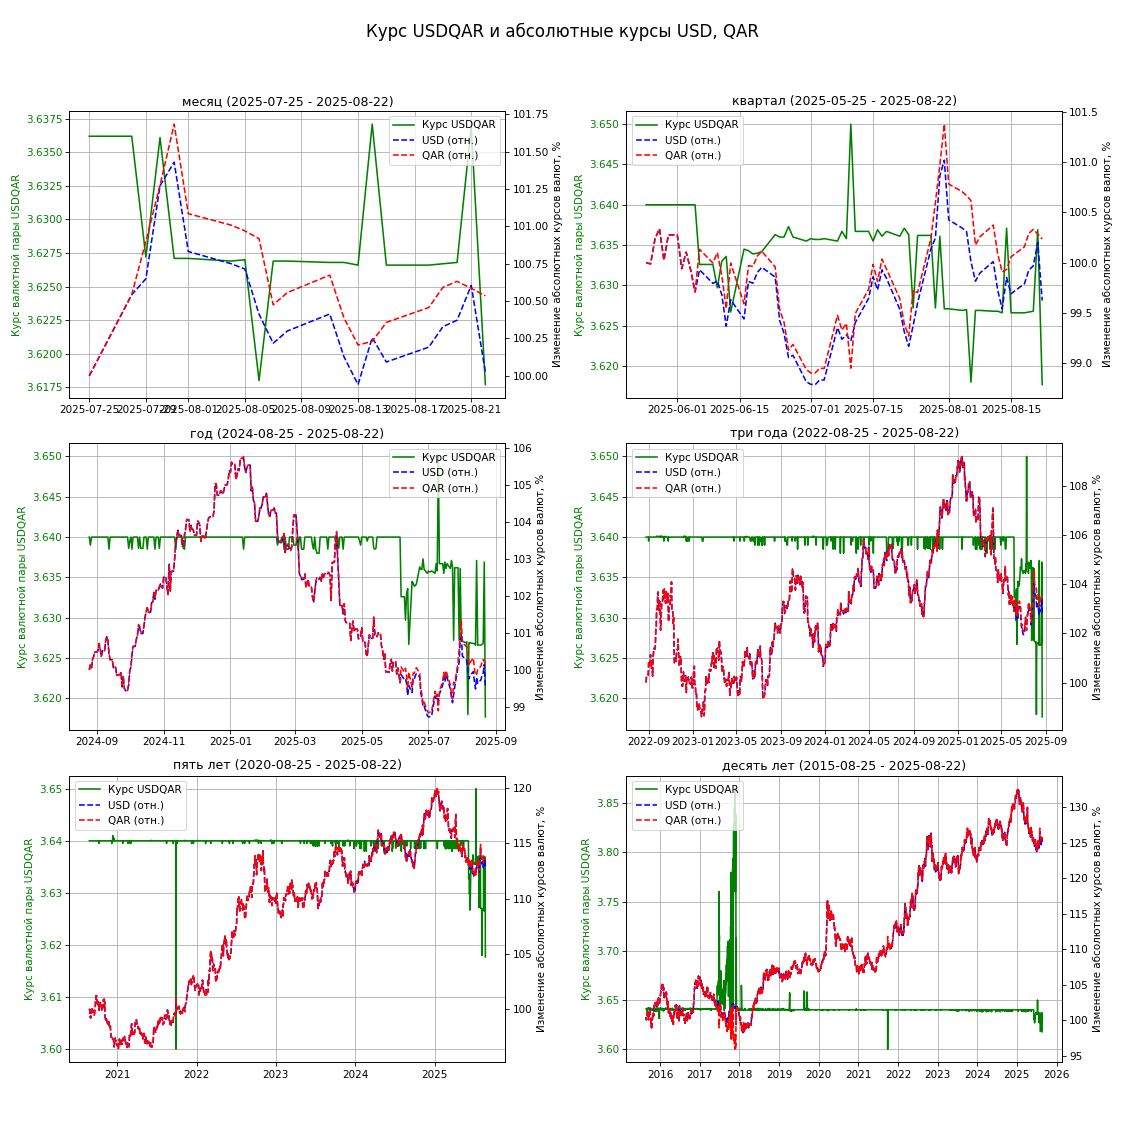 Курс USDQAR и абсолютные курсы USD, QAR
месяц (2025-07-25 - 2025-08-22)
Курс валютной пары USDQAR
3.6375
3.6350
3.6325
3.6300
3.6275
3.6250
3.6225
3.6200
3.6175
Курс USDQAR
USD (отн.)
QAR (отн.)
101.75
101.50
101.25
101.00
100.75
100.50
100.25
100.00
Изменение абсолютных курсов валют, %
2025-07-25 2025-07-29 2025-08-01 2025-08-05 2025-08-09 2025-08-13 2025-08-17 2025-08-21
квартал (2025-05-25 - 2025-08-22)
Курс валютной пары USDQAR
3.650
3.645
3.640
3.635
3.630
3.625
3.620
Курс USDQAR
USD (отн.)
QAR (отн.)
101.5
101.0
100.5
100.0
99.5
99.0
Изменение абсолютных курсов валют, %
2025-06-01 2025-06-15 2025-07-01 2025-07-15 2025-08-01 2025-08-15
год (2024-08-25 - 2025-08-22)
Курс валютной пары USDQAR
3.650
3.645
3.640
3.635
3.630
3.625
3.620
Курс USDQAR
USD (отн.)
QAR (отн.)
106
105
104
103
102
101
100
99
Изменение абсолютных курсов валют, %
2024-09 2024-11 2025-01 2025-03 2025-05 2025-07 2025-09
три года (2022-08-25 - 2025-08-22)
Курс валютной пары USDQAR
3.650
3.645
3.640
3.635
3.630
3.625
3.620
Курс USDQAR
USD (отн.)
QAR (отн.)
108
106
104
102
100
Изменение абсолютных курсов валют, %
2022-09 2023-01 2023-05 2023-09 2024-01 2024-05 2024-09 2025-01 2025-05 2025-09
пять лет (2020-08-25 - 2025-08-22)
Курс валютной пары USDQAR
3.65
3.64
3.63
3.62
3.61
3.60
Курс USDQAR
USD (отн.)
QAR (отн.)
120
115
110
105
100
Изменение абсолютных курсов валют, %
2021 2022 2023 2024 2025
десять лет (2015-08-25 - 2025-08-22)
Курс валютной пары USDQAR
3.85
3.80
3.75
3.70
3.65
3.60
Курс USDQAR
USD (отн.)
QAR (отн.)
130
125
120
115
110
105
100
95
Изменение абсолютных курсов валют, %
2016 2017 2018 2019 2020 2021 2022 2023 2024 2025 2026